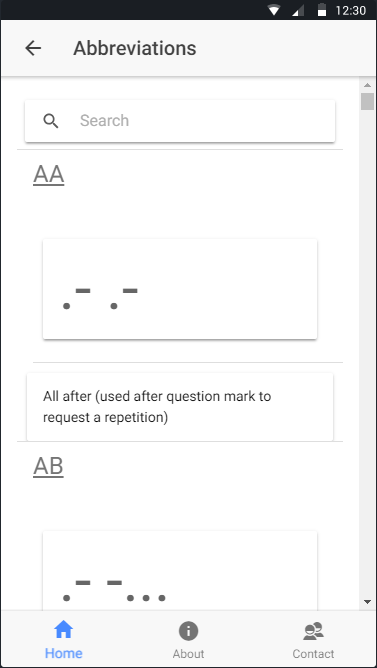 12:30
Abbreviations
Search
AA
.- .-
All after (used after question mark to
request a repetition)
AB
.- -...
Home
About
Contact